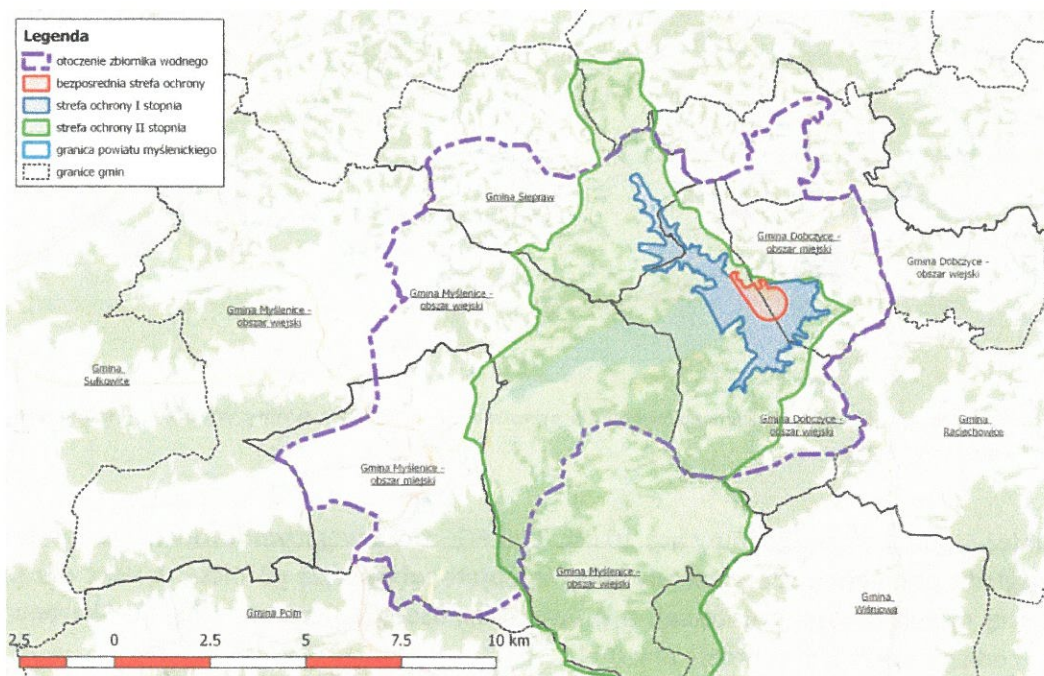 Legenda
otoczenie zbiornika wodnego
bezposrednia strefa ochrony
strefa ochrony I stopnia
strefa ochrony II stopnia
granica powiatu myślenickiego
granice gmin
Gmina Siepraw
Gmina Dobczyce -
obszar miejski
Gmina Dobczyce -
obszar wiejski
Gmina Myślenice -
obszar wiejski
Gmina Myślenice -
obszar wiejski
Gmina
Sułkowice
Gmina Dobczyce -
obszar wiejski
Gmina
Raciechowice
Gmina Myślenice -
obszar miejski
Gmina Myślenice -
obszar wiejski
Gmina
Wiśniowa
Gmina Pcim
2.5 0 2.5 5 7.5 10 km